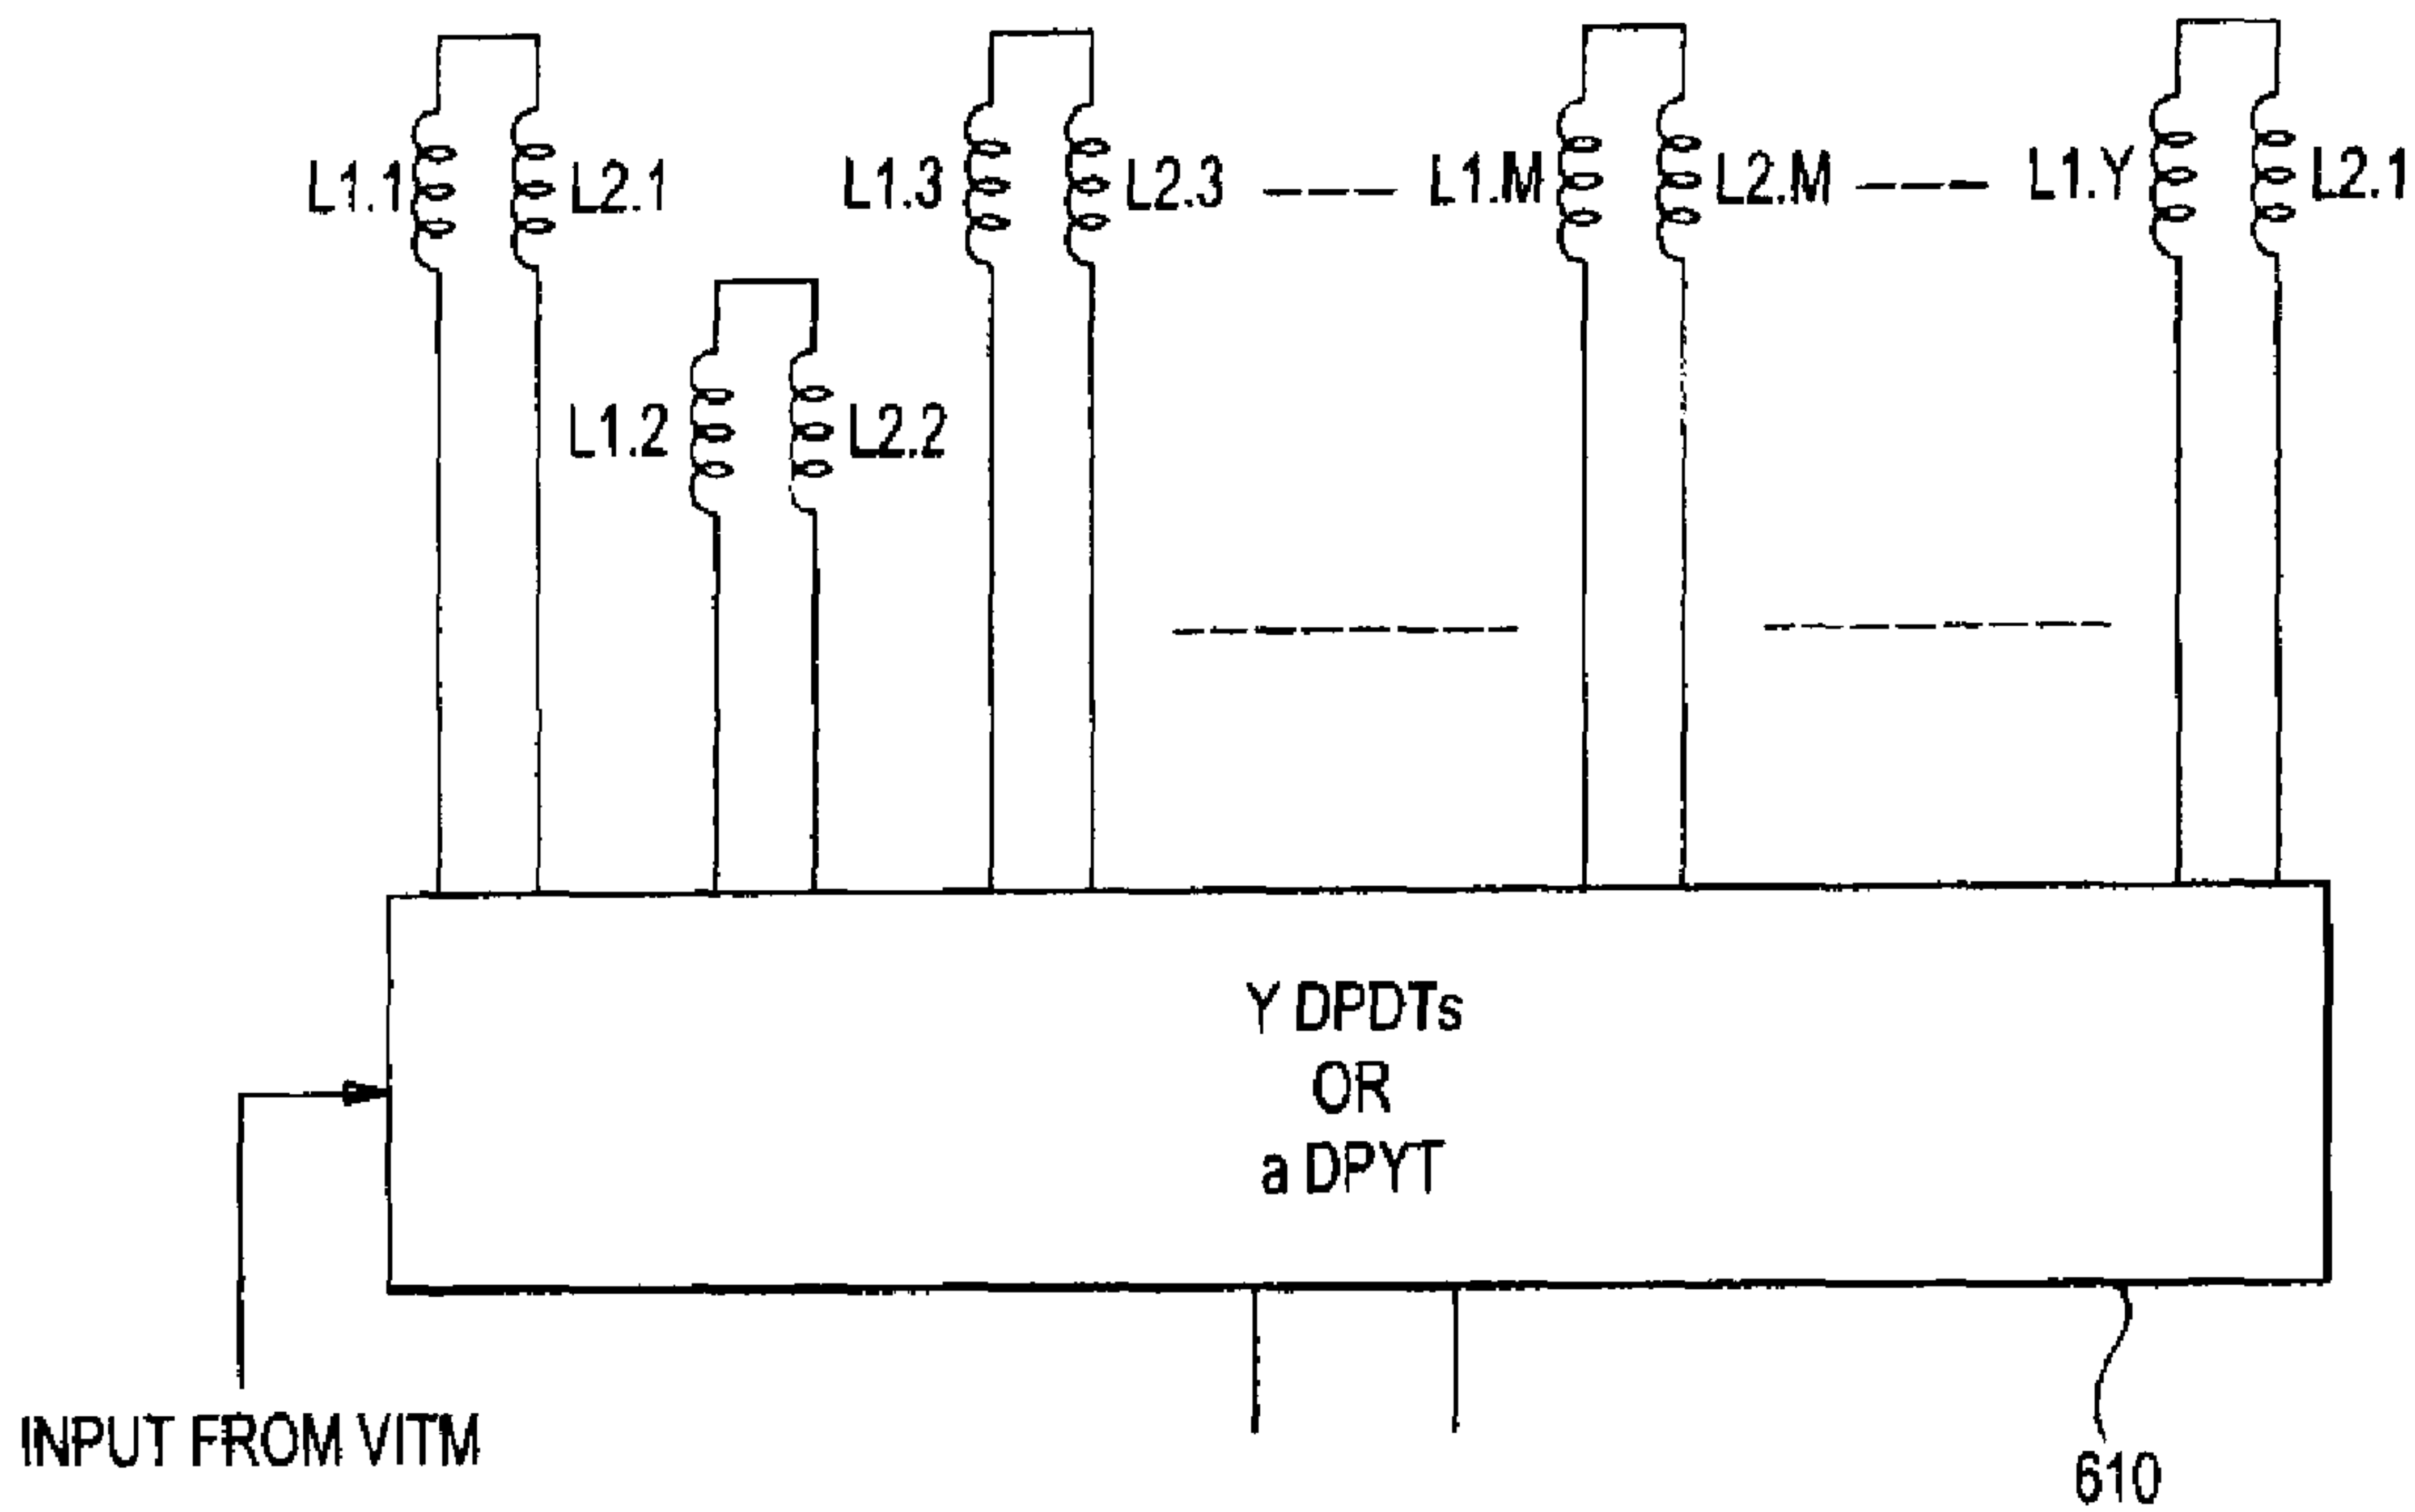 L1.1
L2.1
L1.3
L2.3
L1.M
L2.M
L1.Y
L2.1
L1.2
L2.2
Y DPDTs
OR
a DPYT
INPUT FROM VITM
610